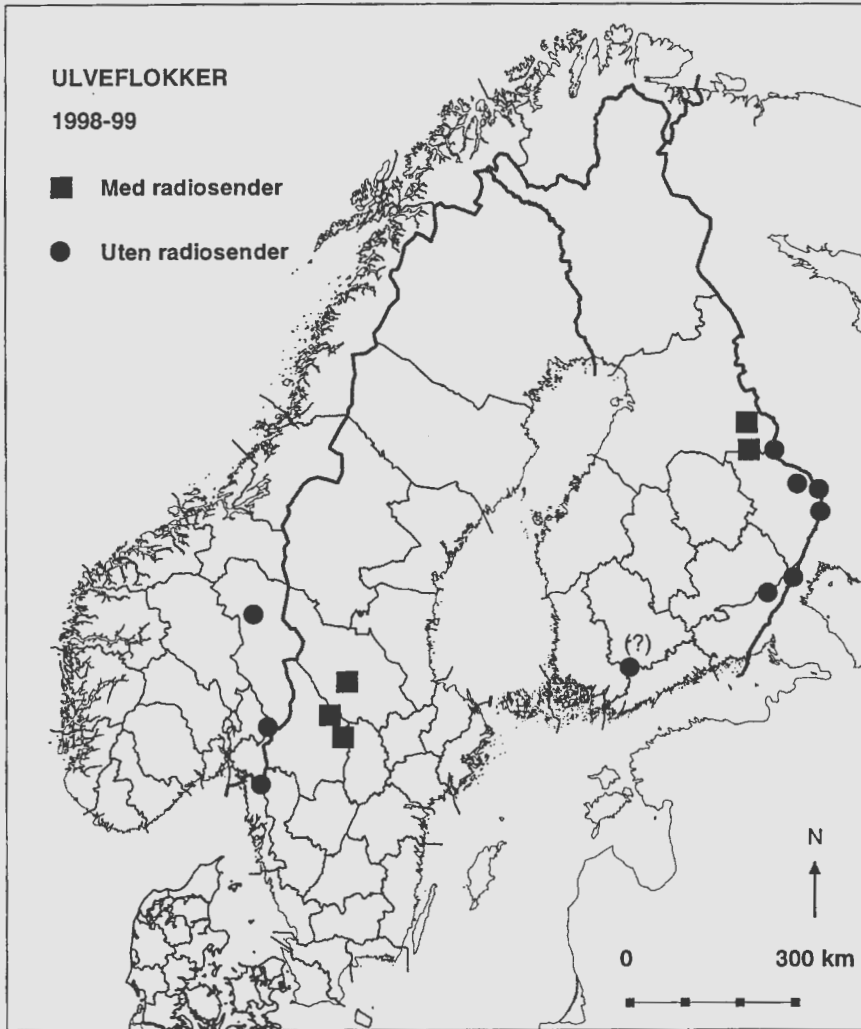 ULVEFLOKKER
1998-99
Med radiosender
Uten radiosender
(?)
N
0 300 km